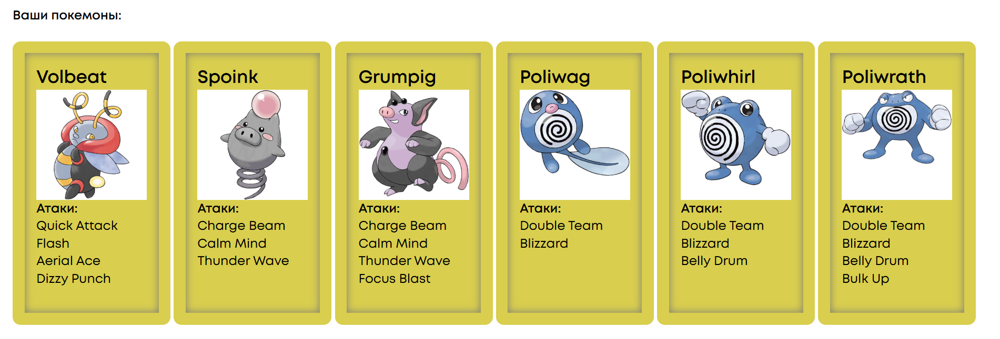 Ваши покемоны:
Volbeat
Атаки:
Quick Attack
Flash
Aerial Ace
Dizzy Punch
Spoink
Атаки:
Charge Beam
Calm Mind
Thunder Wave
Grumpig
Атаки:
Charge Beam
Calm Mind
Thunder Wave
Focus Blast
Poliwag
Атаки:
Double Team
Blizzard
Poliwhirl
Атаки:
Double Team
Blizzard
Belly Drum
Poliwrath
Атаки:
Double Team
Blizzard
Belly Drum
Bulk Up